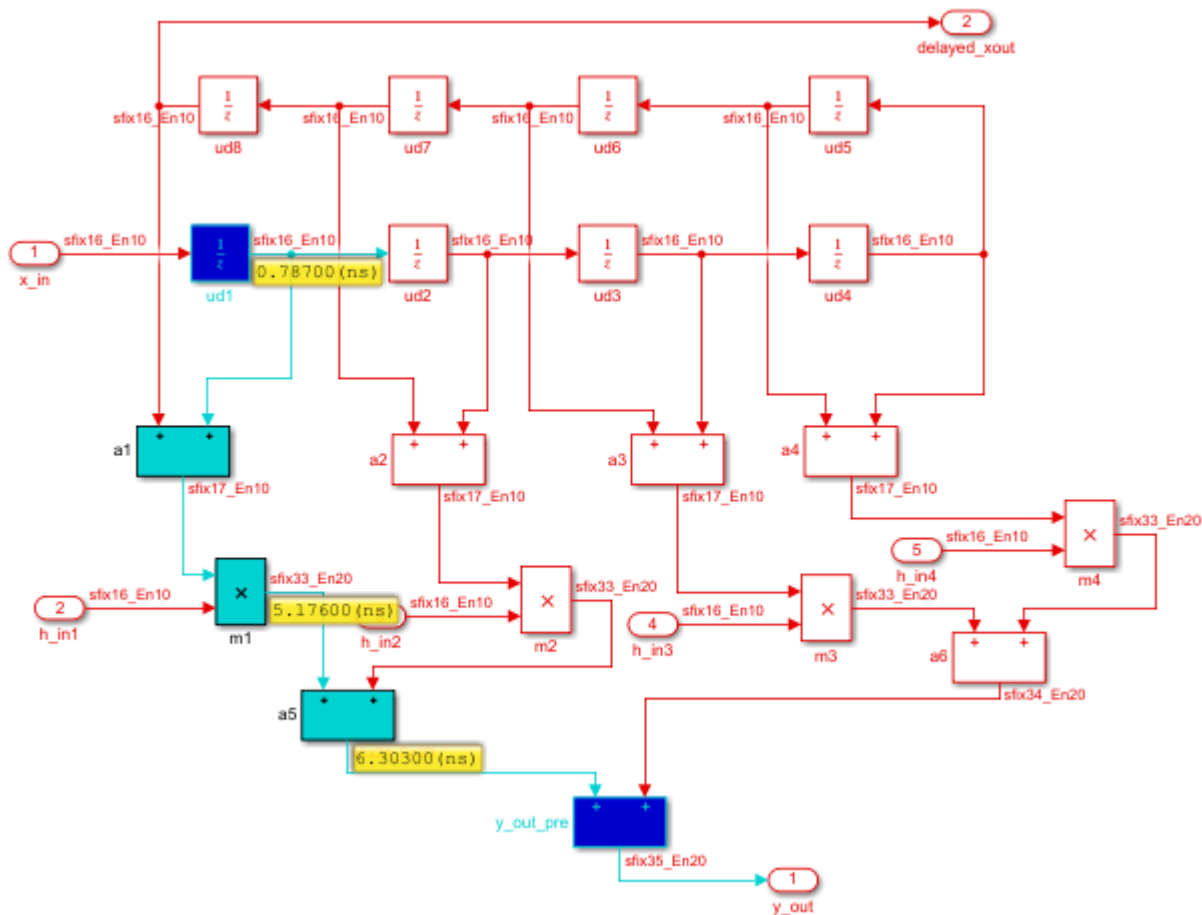 2
delayed_xout
1
z
1
z
1
z
1
z
sfix16_En10
sfix16_En10
sfix16_En10
sfix16_En10
ud8
ud7
ud6
ud5
sfix16_En10
sfix16_En10
sfix16_En10
sfix16_En10
sfix16_En10
1
1
z
1
z
1
z
1
z
x_in
0.78700(ns)
ud1
ud2
ud3
ud4
+ +
+ +
+ +
+ +
a1
a2
a3
a4
sfix17_En10
sfix17_En10
sfix17_En10
sfix17_En10
sfix33_En20
sfix16_En10
5
×
h_in4
m4
sfix33_En20
sfix33_En20
sfix33_En20
2
sfix16_En10
×
5.17600(ns)
sfix16_En10
×
4
sfix16_En10
×
h_in1
m1
h_in2
m2
h_in3
m3
+ +
a6
sfix34_En20
+ +
a5
6.30300(ns)
+ +
y_out_pre
sfix35_En20
1
y_out